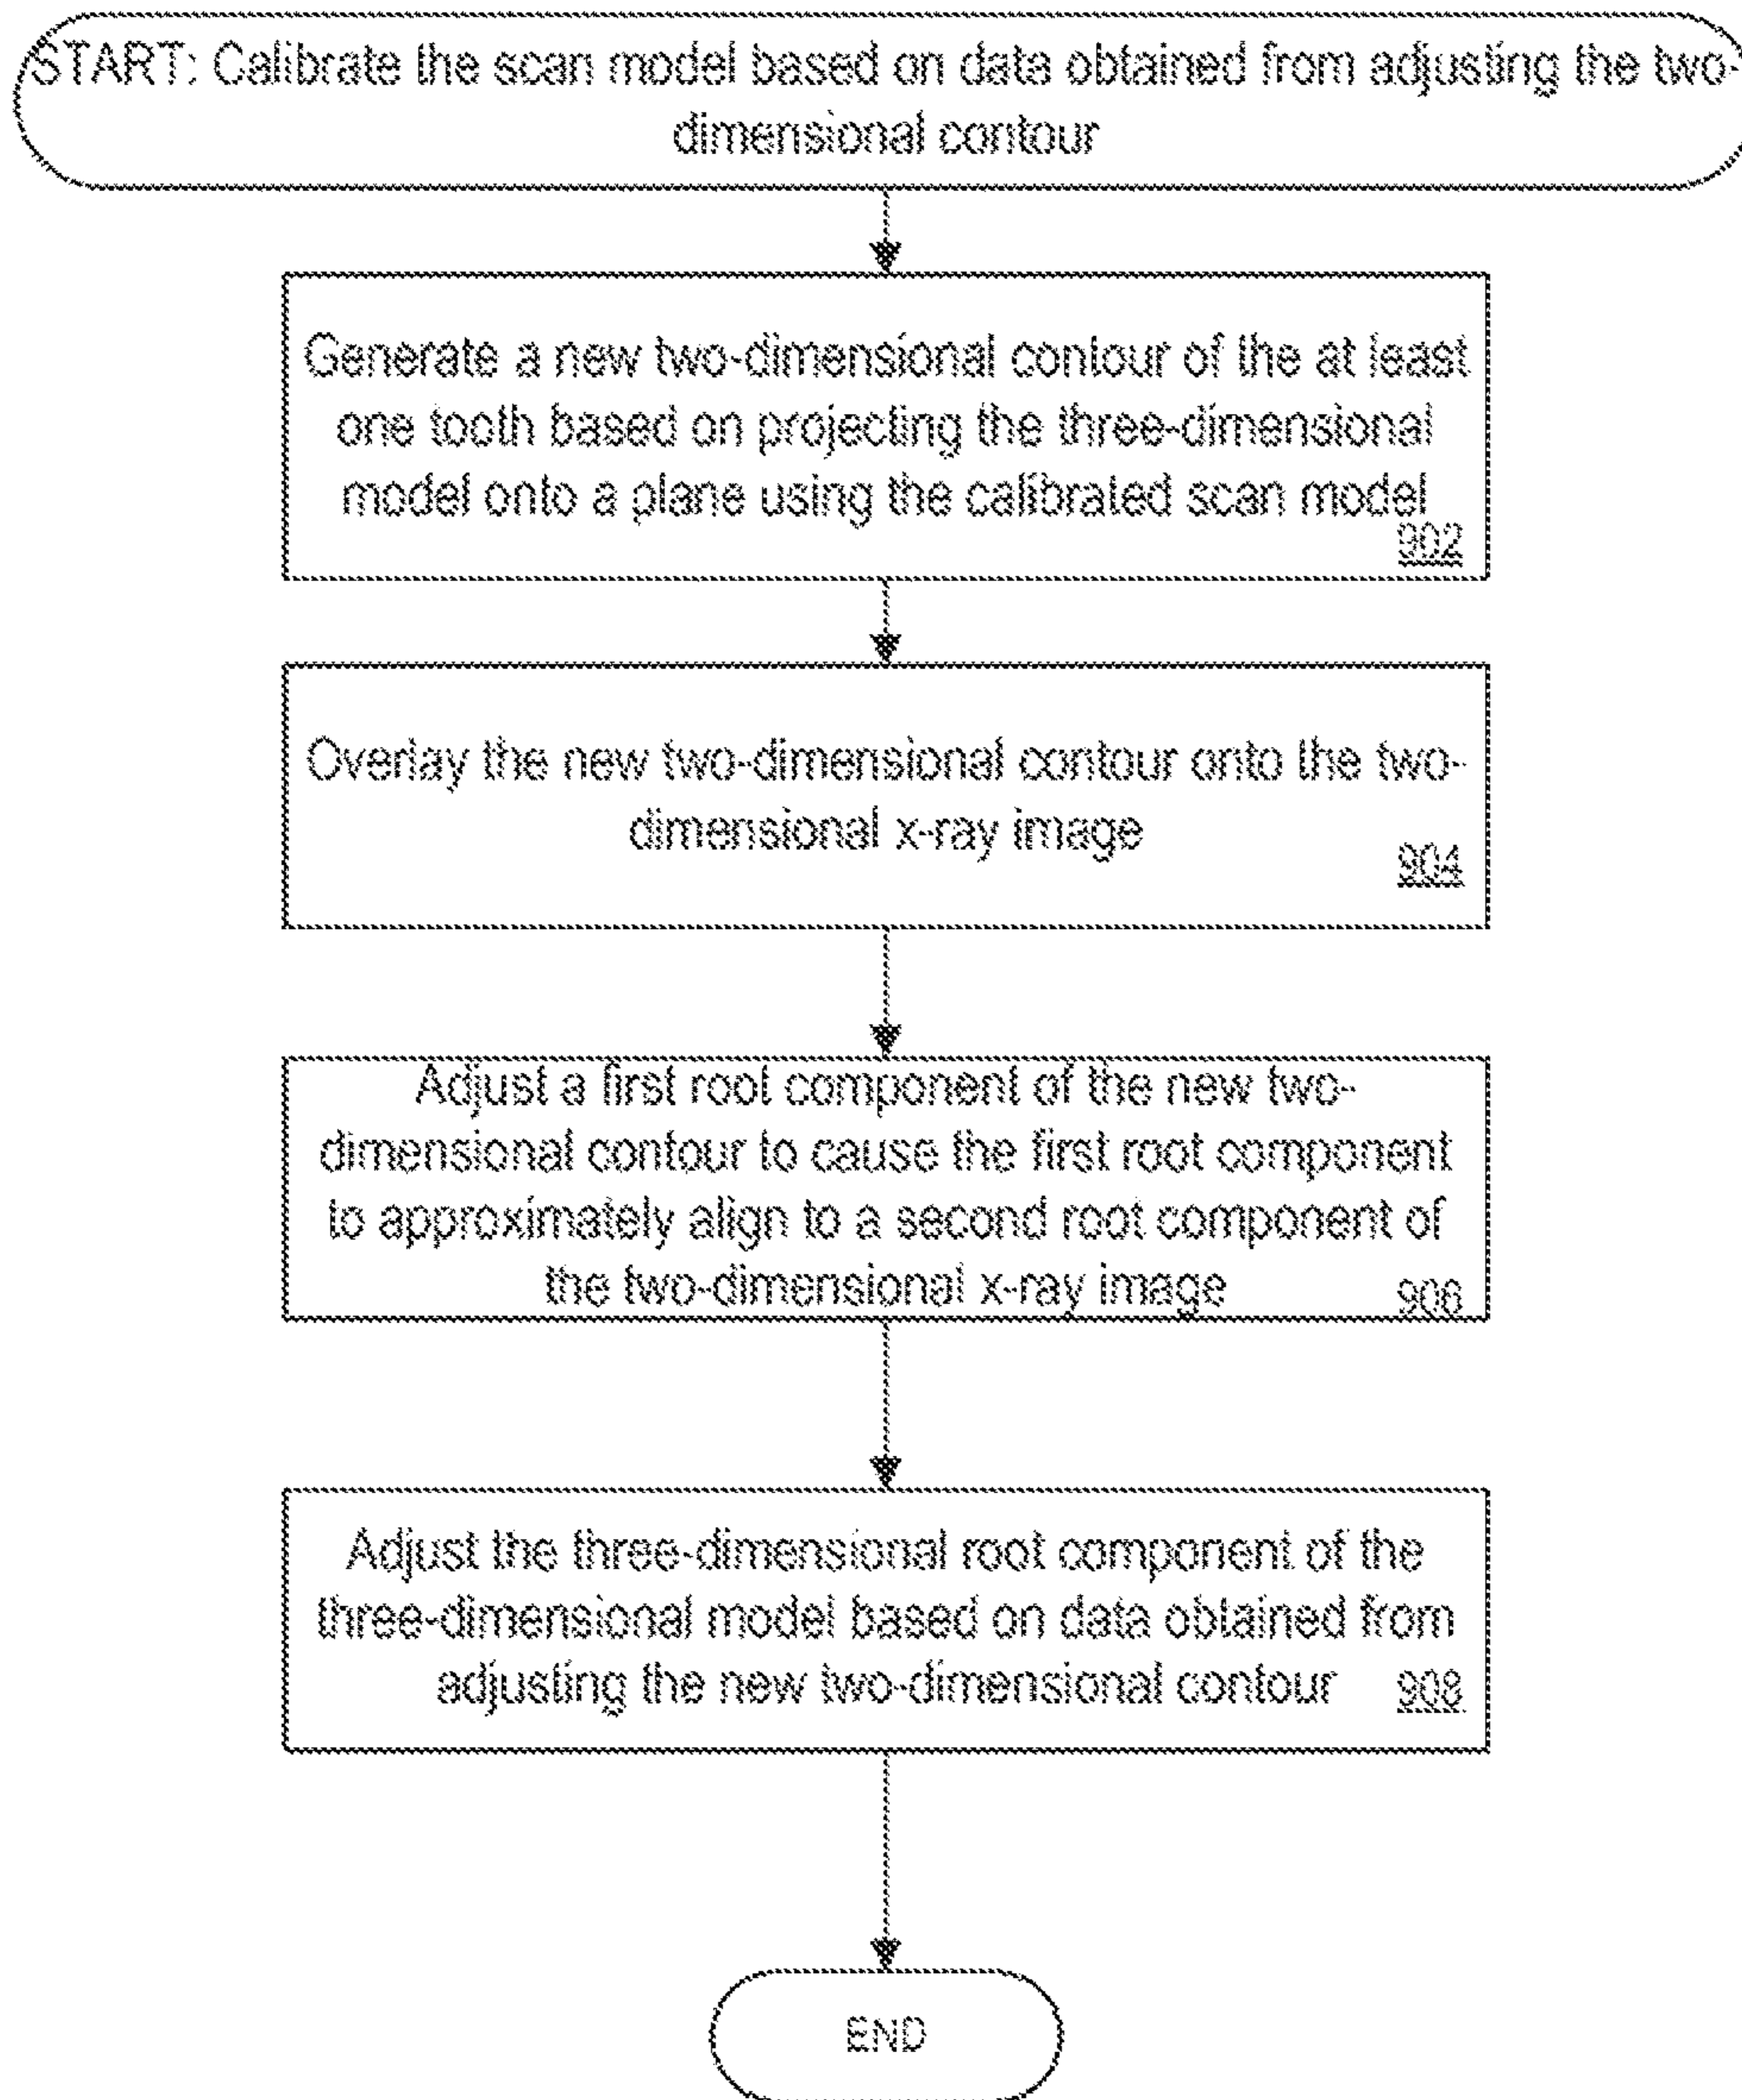 START: Calibrate the scan model based on data obtained from adjusting the two-
dimensional contour
Generate a new two-dimensional contour of the at least
one tooth based on projecting the three-dimensional
model onto a plane using the calibrated scan model
902
Overlay the new two-dimensional contour onto the two-
dimensional x-ray image
904
Adjust a first root component of the new two-
dimensional contour to cause the first root component
to approximately align to a second root component of
the two-dimensional x-ray image
906
Adjust the three-dimensional root component of the
three-dimensional model based on data obtained from
adjusting the new two-dimensional contour
908
END